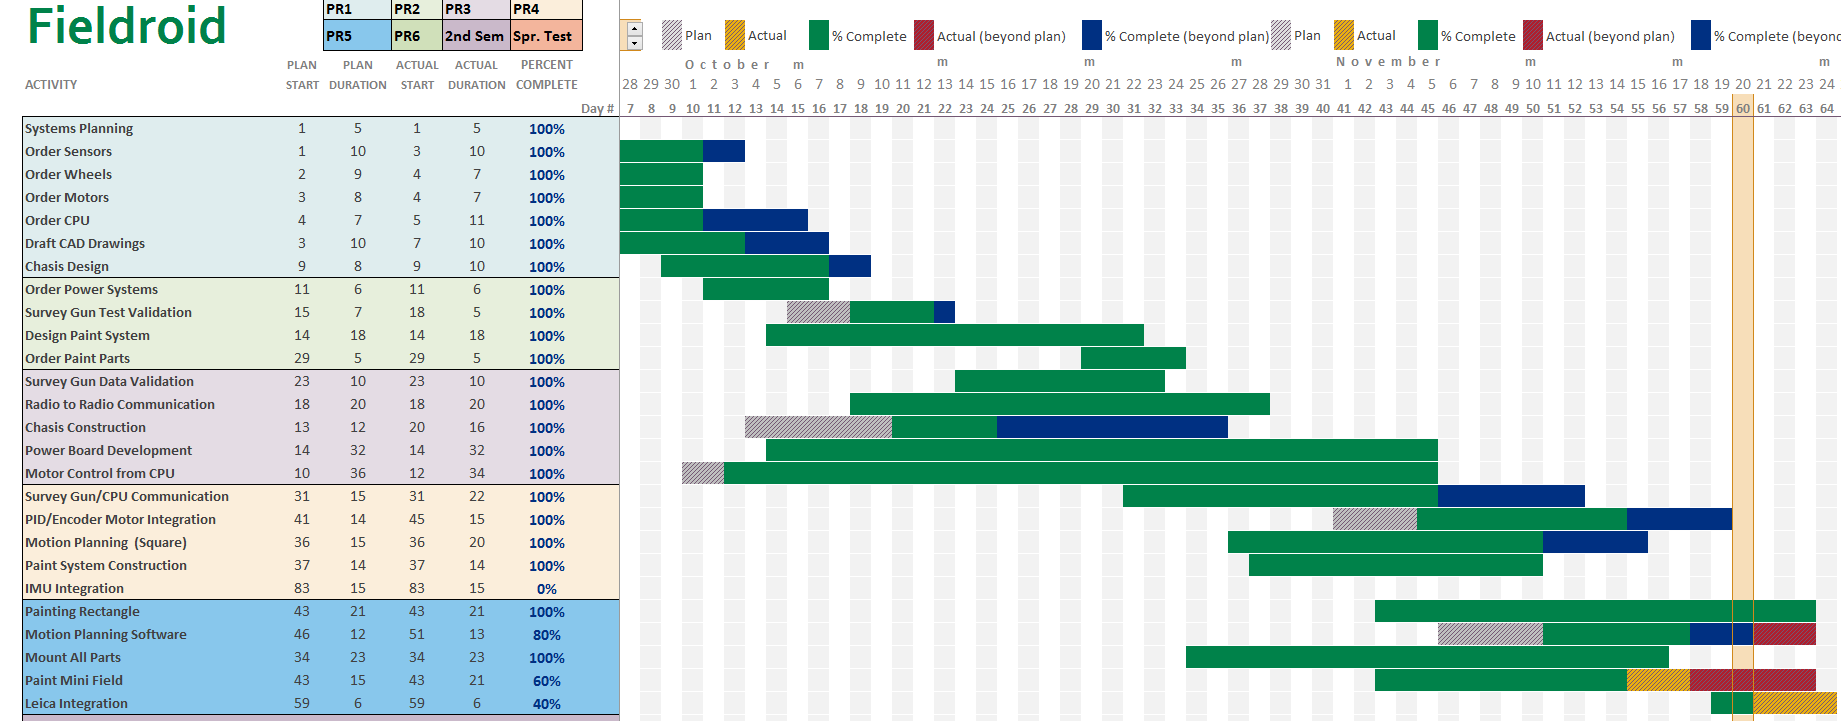 Fieldroid
PR1 PR2 PR3 PR4
PR5 PR6 2nd Sem Spr. Test
Plan Actual % Complete Actual (beyond plan) % Complete (beyond plan) Plan Actual % Complete Actual (beyond plan) % Complete (beyond
October m m m m November m m m
ACTIVITY PLAN START PLAN DURATION ACTUAL START ACTUAL DURATION PERCENT COMPLETE
28 29 30 1 2 3 4 5 6 7 8 9 10 11 12 13 14 15 16 17 18 19 20 21 22 23 24 25 26 27 28 29 30 31 1 2 3 4 5 6 7 8 9 10 11 12 13 14 15 16 17 18 19 20 21 22 23 24
Day # 7 8 9 10 11 12 13 14 15 16 17 18 19 20 21 22 23 24 25 26 27 28 29 30 31 32 33 34 35 36 37 38 39 40 41 42 43 44 45 46 47 48 49 50 51 52 53 54 55 56 57 58 59 60 61 62 63 64
Systems Planning 1 5 1 5 100%
Order Sensors 1 10 3 10 100%
Order Wheels 2 9 4 7 100%
Order Motors 3 8 4 7 100%
Order CPU 4 7 5 11 100%
Draft CAD Drawings 3 10 7 10 100%
Chasis Design 9 8 9 10 100%
Order Power Systems 11 6 11 6 100%
Survey Gun Test Validation 15 7 18 5 100%
Design Paint System 14 18 14 18 100%
Order Paint Parts 29 5 29 5 100%
Survey Gun Data Validation 23 10 23 10 100%
Radio to Radio Communication 18 20 18 20 100%
Chasis Construction 13 12 20 16 100%
Power Board Development 14 32 14 32 100%
Motor Control from CPU 10 36 12 34 100%
Survey Gun/CPU Communication 31 15 31 22 100%
PID/Encoder Motor Integration 41 14 45 15 100%
Motion Planning (Square) 36 15 36 20 100%
Paint System Construction 37 14 37 14 100%
IMU Integration 83 15 83 15 0%
Painting Rectangle 43 21 43 21 100%
Motion Planning Software 46 12 51 13 80%
Mount All Parts 34 23 34 23 100%
Paint Mini Field 43 15 43 21 60%
Leica Integration 59 6 59 6 40%